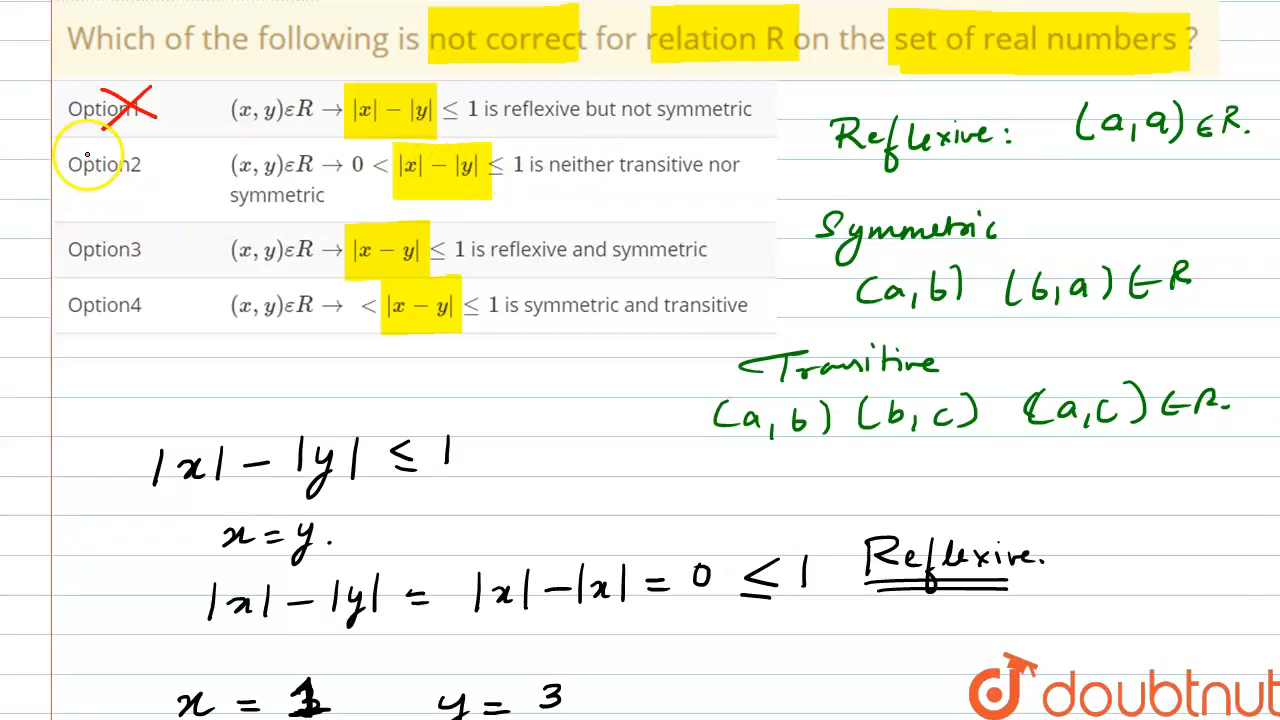 Which of the following is not correct for relation R on the set of real numbers ?
Option1 (x, y)εR → |x| − |y| ≤ 1 is reflexive but not symmetric
Option2 (x, y)εR → 0 < |x| − |y| ≤ 1 is neither transitive nor
symmetric
Option3 (x, y)εR → |x − y| ≤ 1 is reflexive and symmetric
Option4 (x, y)εR → < |x − y| ≤ 1 is symmetric and transitive
Reflexive: (a, a) ∈ R.
Symmetric
(a, b) (b, a) ∈ R
Transitive
(a, b) (b, c) (a, c) ∈ R.
|x| − |y| ≤ 1
x = y.
|x| − |y| = |x| − |x| = 0 ≤ 1 Reflexive.
x = y = 3
doubtnut